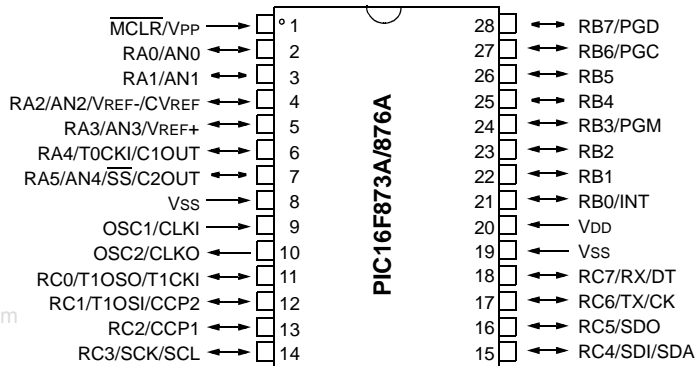 MCLR/VPP
RA0/AN0
RA1/AN1
RA2/AN2/VREF-/CVREF
RA3/AN3/VREF+
RA4/T0CKI/C1OUT
RA5/AN4/SS/C2OUT
VSS
OSC1/CLKI
OSC2/CLKO
RC0/T1OSO/T1CKI
RC1/T1OSI/CCP2
RC2/CCP1
RC3/SCK/SCL
1
2
3
4
5
6
7
8
9
10
11
12
13
14
PIC16F873A/876A
28
27
26
25
24
23
22
21
20
19
18
17
16
15
RB7/PGD
RB6/PGC
RB5
RB4
RB3/PGM
RB2
RB1
RB0/INT
VDD
VSS
RC7/RX/DT
RC6/TX/CK
RC5/SDO
RC4/SDI/SDA